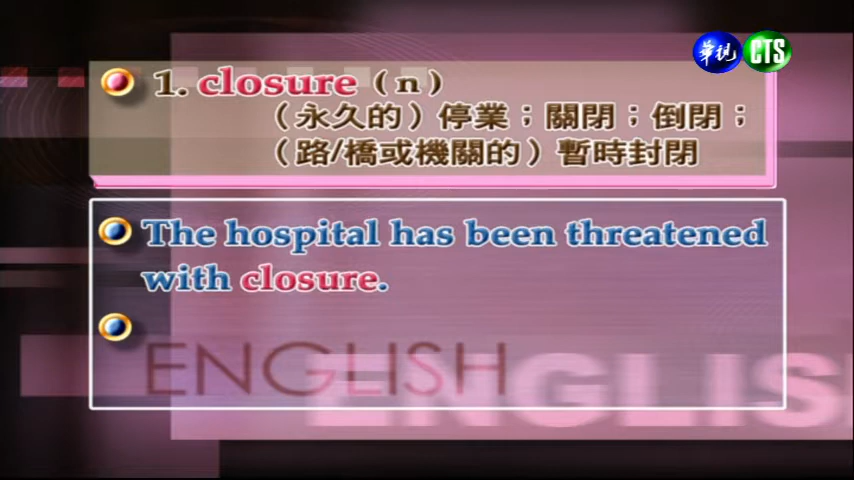 華視 CTS
1. closure (n)
(永久的) 停業；關閉；倒閉；
(路/橋或機關的) 暫時封閉
The hospital has been threatened
with closure.
ENGLISH
ENGLIS